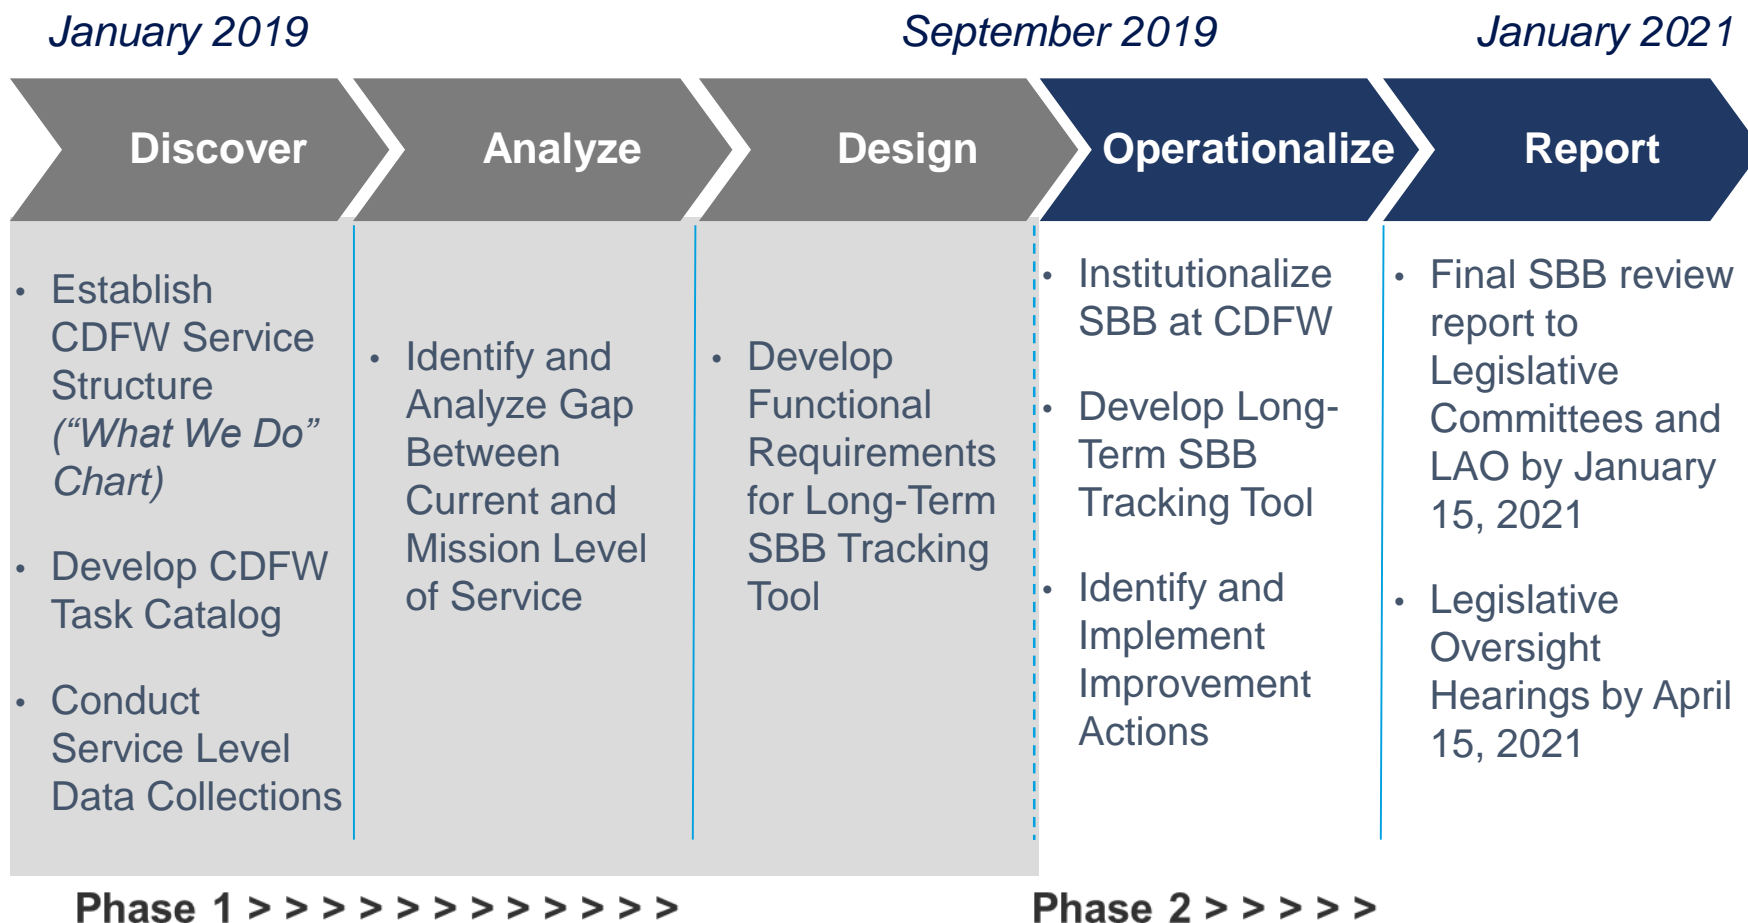 January 2019
September 2019
January 2021
Discover
Analyze
Design
Operationalize
Report
• Establish
CDFW Service
Structure
(“What We Do”
Chart)
• Develop CDFW
Task Catalog
• Conduct
Service Level
Data Collections
• Identify and
Analyze Gap
Between
Current and
Mission Level
of Service
• Develop
Functional
Requirements
for Long-Term
SBB Tracking
Tool
• Institutionalize
SBB at CDFW
• Develop Long-
Term SBB
Tracking Tool
• Identify and
Implement
Improvement
Actions
• Final SBB review
report to
Legislative
Committees and
LAO by January
15, 2021
• Legislative
Oversight
Hearings by April
15, 2021
Phase 1 > > > > > > > > > > > >
Phase 2 > > > > >